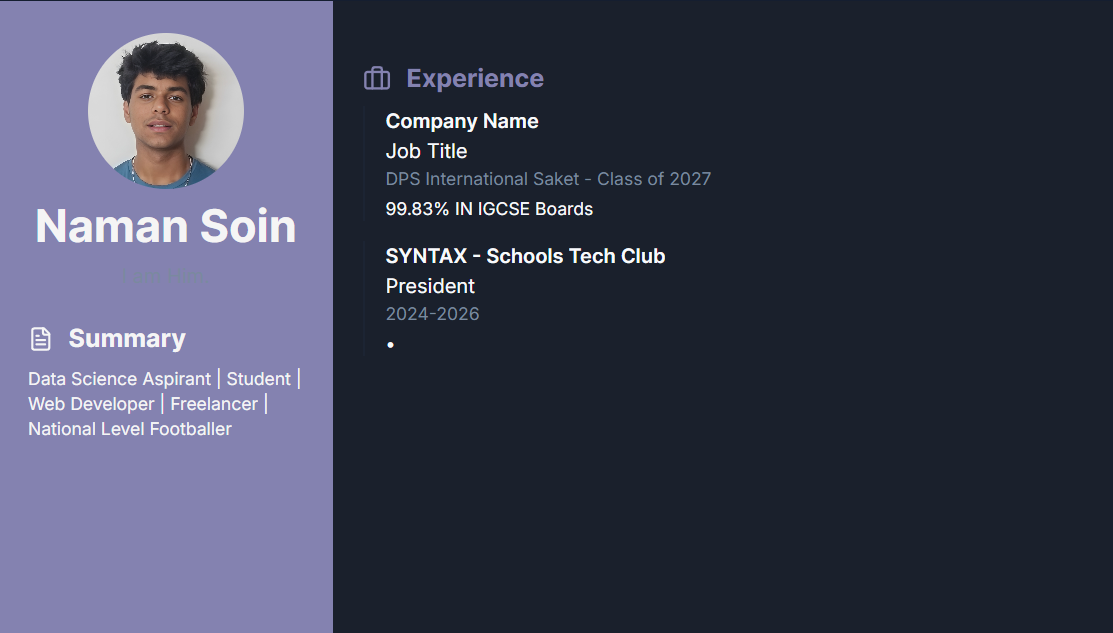 Naman Soin
Summary
Data Science Aspirant | Student |
Web Developer | Freelancer |
National Level Footballer
Experience
Company Name
Job Title
DPS International Saket - Class of 2027
99.83% IN IGCSE Boards
SYNTAX - Schools Tech Club
President
2024-2026
•